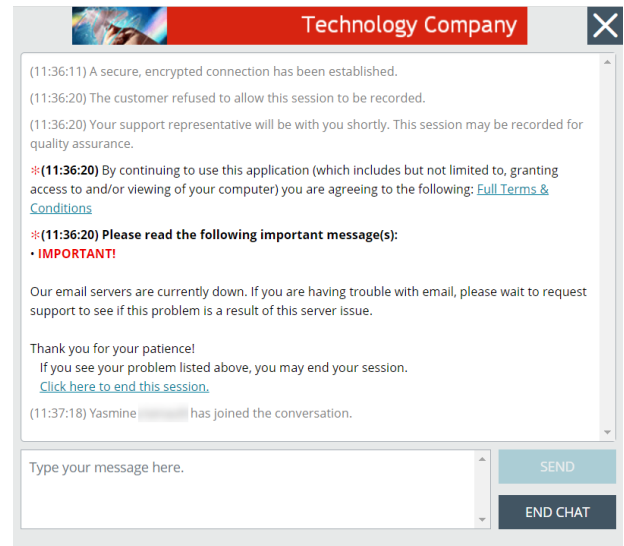 Technology Company
(11:36:11) A secure, encrypted connection has been established.
(11:36:20) The customer refused to allow this session to be recorded.
(11:36:20) Your support representative will be with you shortly. This session may be recorded for
quality assurance.
※(11:36:20) By continuing to use this application (which includes but not limited to, granting
access to and/or viewing of your computer) you are agreeing to the following: Full Terms &
Conditions
※(11:36:20) Please read the following important message(s):
• IMPORTANT!
Our email servers are currently down. If you are having trouble with email, please wait to request
support to see if this problem is a result of this server issue.
Thank you for your patience!
If you see your problem listed above, you may end your session.
Click here to end this session.
(11:37:18) Yasmine has joined the conversation.
Type your message here.
SEND
END CHAT